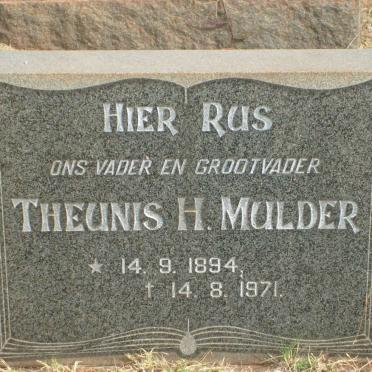 HIER RUS
ONS VADER EN GROOTVADER
THEUNIS H. MULDER
* 14. 9. 1894,
† 14. 8. 1971.